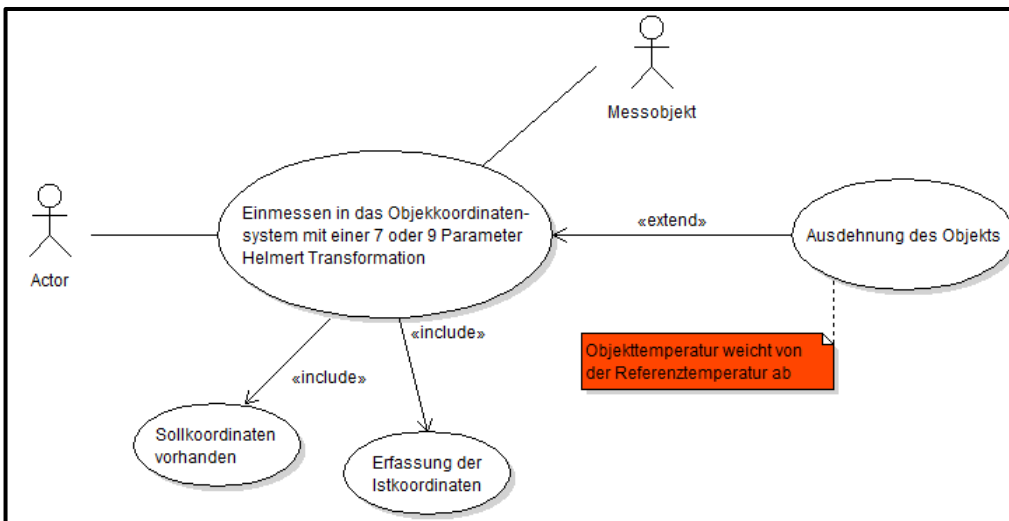 Messobjekt
Einmessen in das Objekkoordinaten-
system mit einer 7 oder 9 Parameter
Helmert Transformation
«extend»
Ausdehnung des Objekts
Actor
«include»
Objekttemperatur weicht von
der Referenztemperatur ab
«include»
Sollkoordinaten
vorhanden
Erfassung der
Istkoordinaten